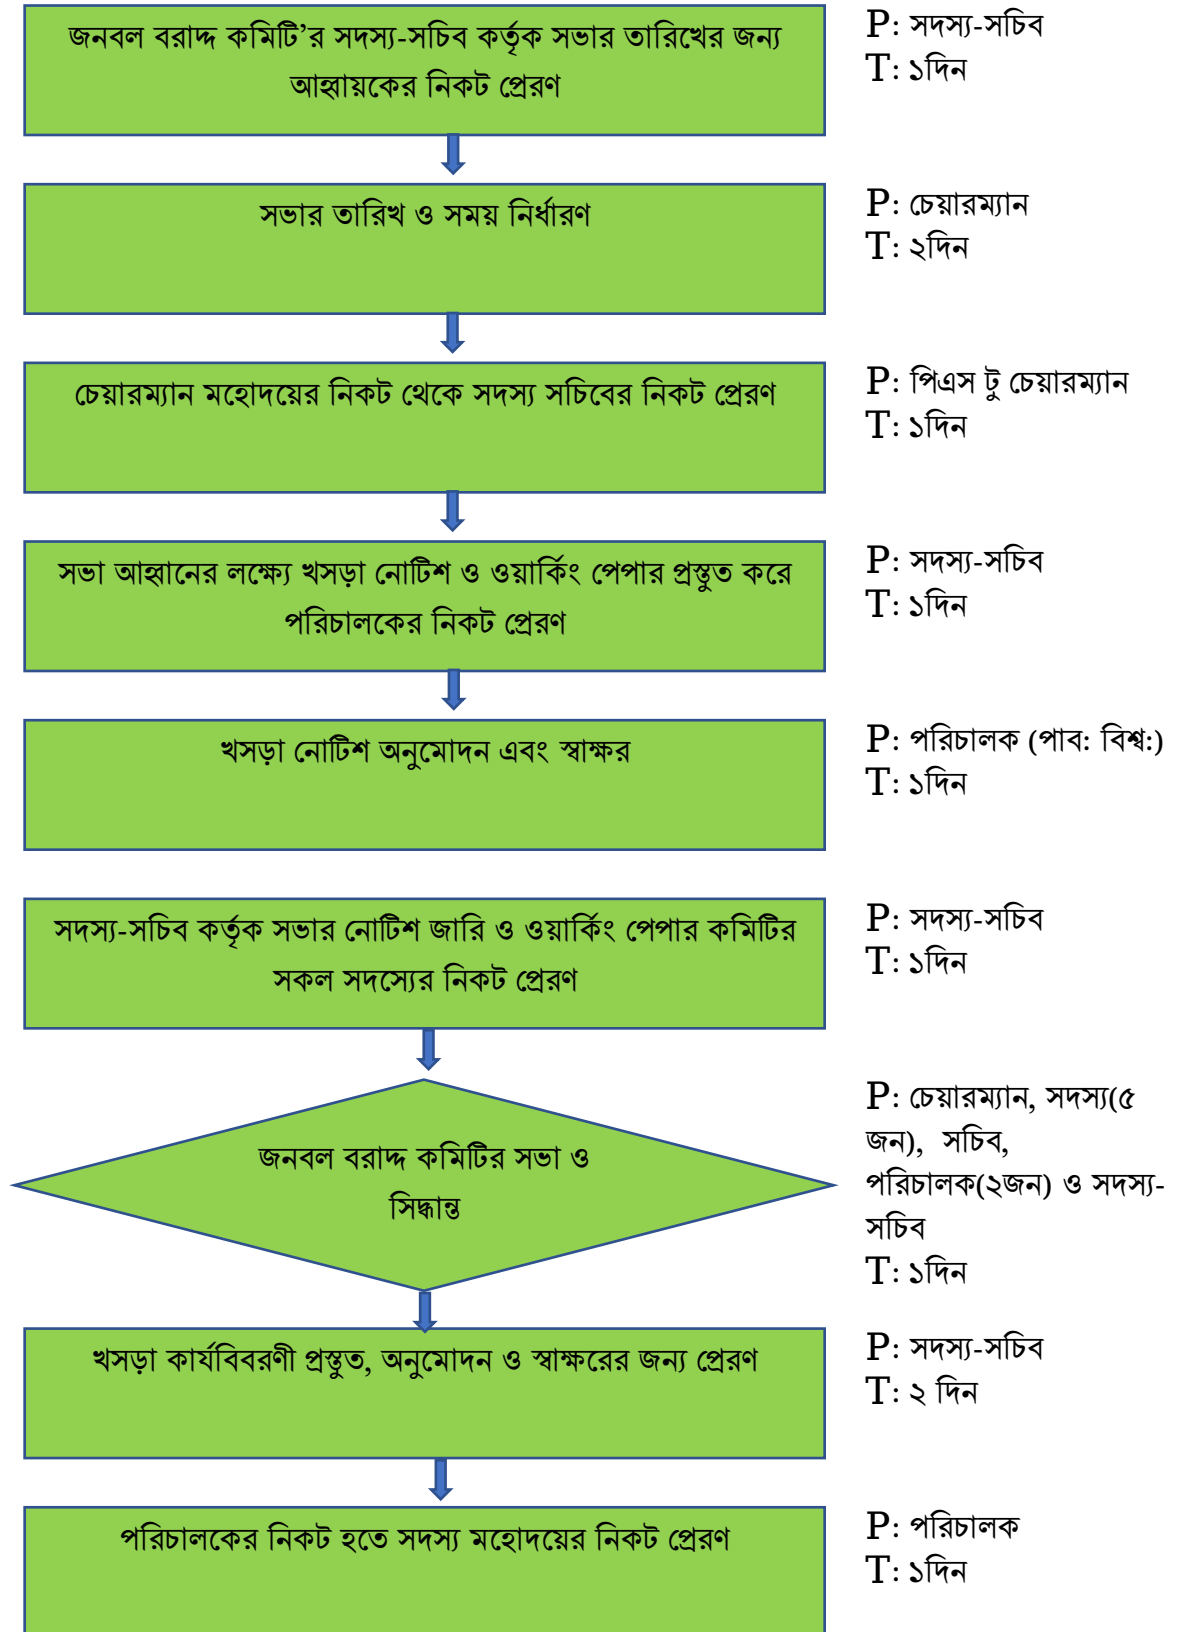 জনবল বরাদ্দ কমিটি’র সদস্য-সচিব কর্তৃক সভার তারিখের জন্য
আহ্বায়কের নিকট প্রেরণ
P: সদস্য-সচিব
T: ১দিন
সভার তারিখ ও সময় নির্ধারণ
P: চেয়ারম্যান
T: ২দিন
চেয়ারম্যান মহোদয়ের নিকট থেকে সদস্য সচিবের নিকট প্রেরণ
P: পিএস টু চেয়ারম্যান
T: ১দিন
সভা আহ্বানের লক্ষ্যে খসড়া নোটিশ ও ওয়ার্কিং পেপার প্রস্তুত করে
পরিচালকের নিকট প্রেরণ
P: সদস্য-সচিব
T: ১দিন
খসড়া নোটিশ অনুমোদন এবং স্বাক্ষর
P: পরিচালক (পাব: বিশ্ব:)
T: ১দিন
সদস্য-সচিব কর্তৃক সভার নোটিশ জারি ও ওয়ার্কিং পেপার কমিটির
সকল সদস্যের নিকট প্রেরণ
P: সদস্য-সচিব
T: ১দিন
জনবল বরাদ্দ কমিটির সভা ও
সিদ্ধান্ত
P: চেয়ারম্যান, সদস্য(৫
জন), সচিব,
পরিচালক(২জন) ও সদস্য-
সচিব
T: ১দিন
খসড়া কার্যবিবরণী প্রস্তুত, অনুমোদন ও স্বাক্ষরের জন্য প্রেরণ
P: সদস্য-সচিব
T: ২ দিন
পরিচালকের নিকট হতে সদস্য মহোদয়ের নিকট প্রেরণ
P: পরিচালক
T: ১দিন